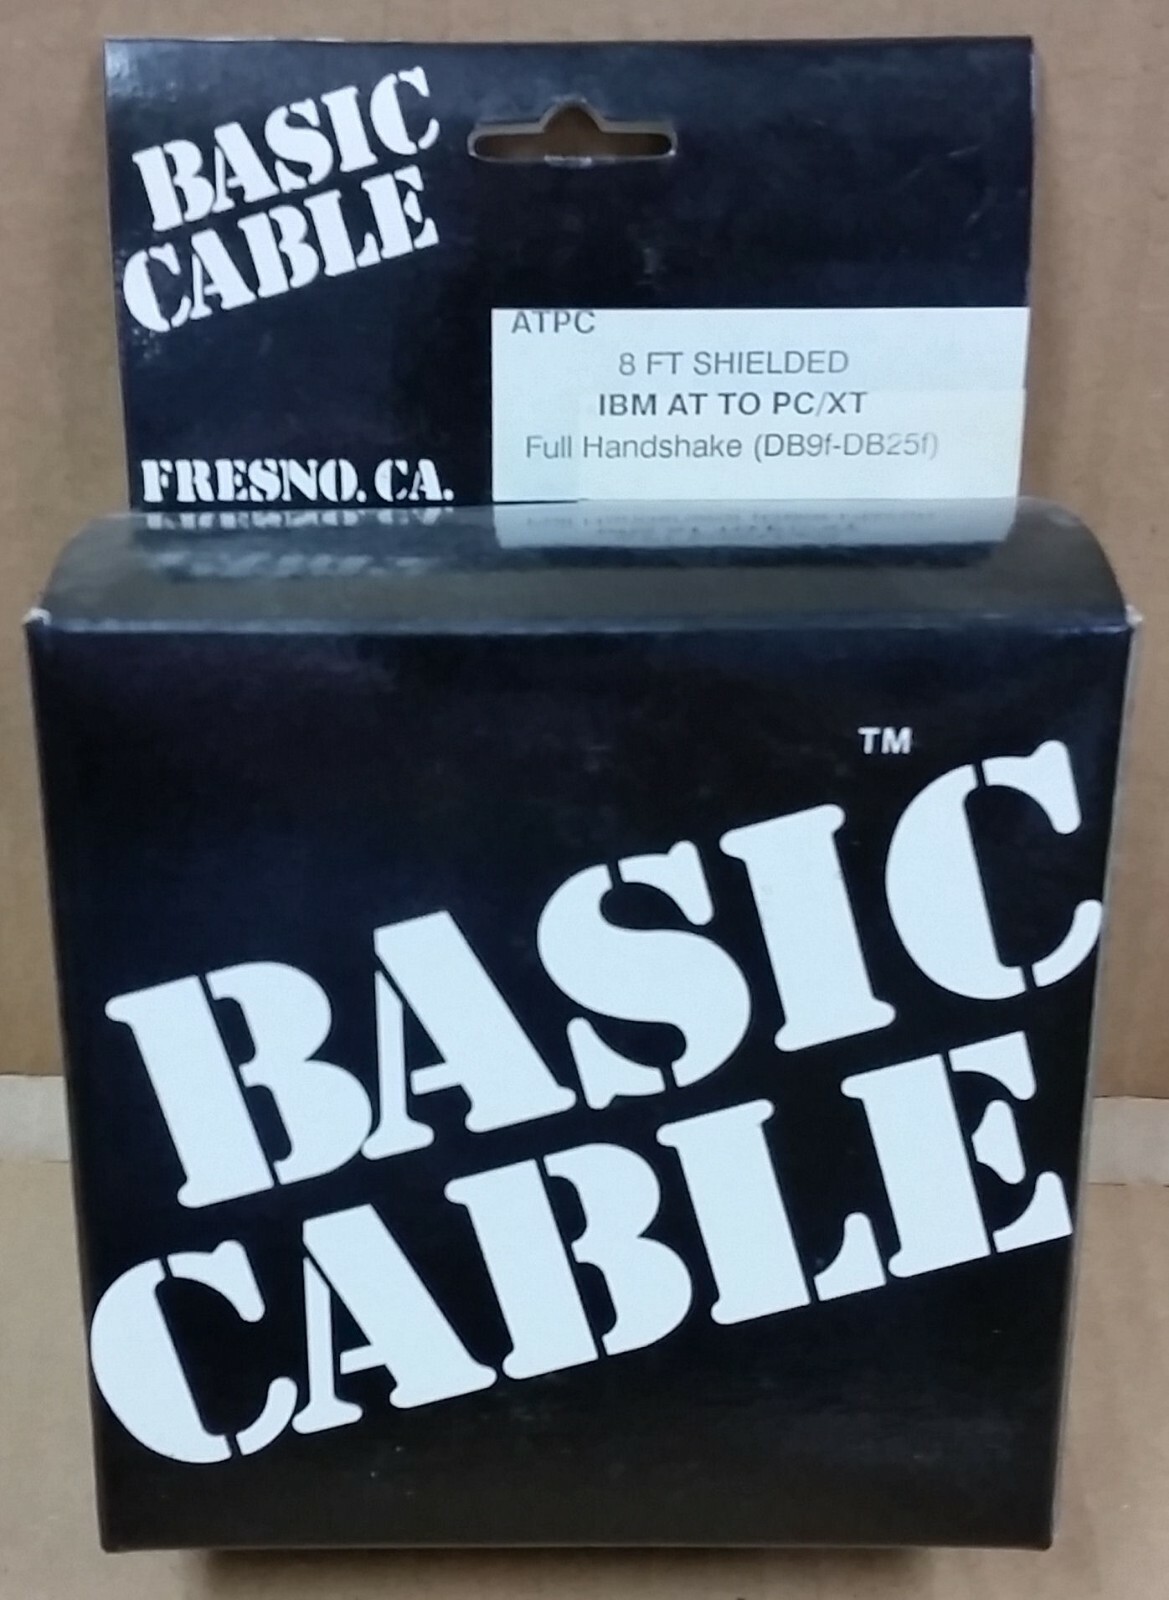 BASIC
CABLE
ATPC
8 FT SHIELDED
IBM AT TO PC/XT
Full Handshake (DB9f-DB25f)
FRESNO. CA.
TM
BASIC
CABLE